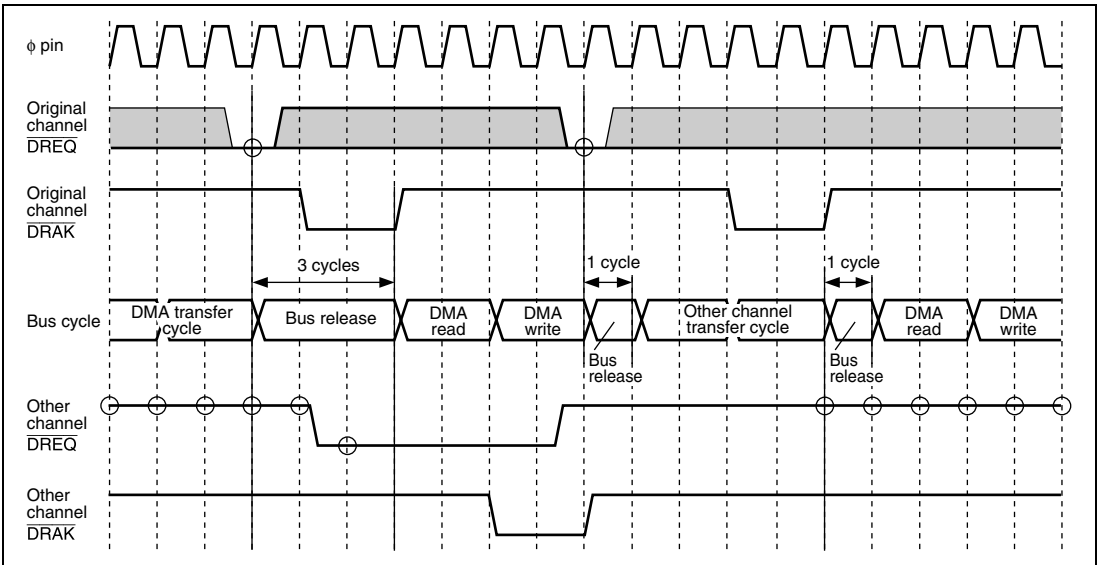 ϕ pin
Original
channel
DREQ
Original
channel
DRAK
3 cycles
1 cycle
1 cycle
Bus cycle
DMA transfer
cycle
Bus release
DMA
read
DMA
write
Bus
release
Other channel
transfer cycle
Bus
release
DMA
read
DMA
write
Other
channel
DREQ
Other
channel
DRAK